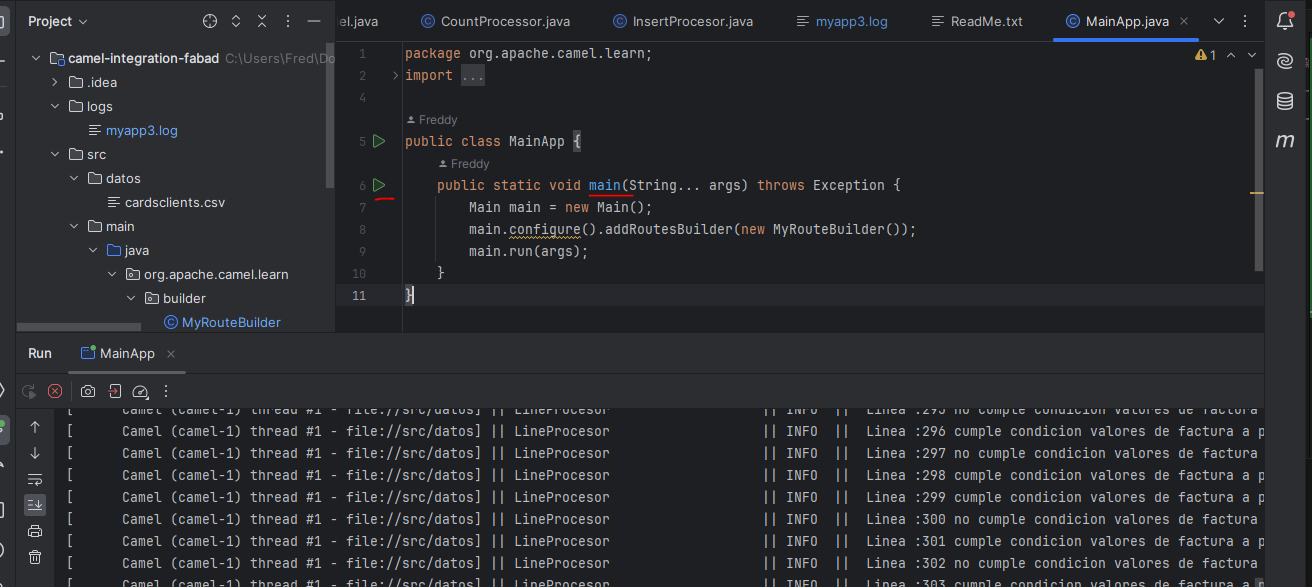 Project
el.java
CountProcessor.java
InsertProcesor.java
myapp3.log
ReadMe.txt
MainApp.java
camel-integration-fabad C:\Users\Fred\Do
.idea
logs
myapp3.log
src
datos
cardsclients.csv
main
java
org.apache.camel.learn
builder
MyRouteBuilder
1 package org.apache.camel.learn;
1
2 import ...
4
Freddy
5 public class MainApp {
Freddy
6 public static void main(String... args) throws Exception {
7 Main main = new Main();
8 main.configure().addRoutesBuilder(new MyRouteBuilder());
9 main.run(args);
10 }
11 }
m
Run
MainApp
[ Camel (camel-1) thread #1 - file://src/datos] || LineProcesor || INFO || Linea :295 no cumple condicion valores de factura
[ Camel (camel-1) thread #1 - file://src/datos] || LineProcesor || INFO || Linea :296 cumple condicion valores de factura a p
[ Camel (camel-1) thread #1 - file://src/datos] || LineProcesor || INFO || Linea :297 no cumple condicion valores de factura
[ Camel (camel-1) thread #1 - file://src/datos] || LineProcesor || INFO || Linea :298 cumple condicion valores de factura a p
[ Camel (camel-1) thread #1 - file://src/datos] || LineProcesor || INFO || Linea :299 cumple condicion valores de factura a p
[ Camel (camel-1) thread #1 - file://src/datos] || LineProcesor || INFO || Linea :300 no cumple condicion valores de factura
[ Camel (camel-1) thread #1 - file://src/datos] || LineProcesor || INFO || Linea :301 cumple condicion valores de factura a p
[ Camel (camel-1) thread #1 - file://src/datos] || LineProcesor || INFO || Linea :302 no cumple condicion valores de factura
[ Camel (camel-1) thread #1 - file://src/datos] || LineProcesor || INFO || Linea :303 cumple condicion valores de factura a p